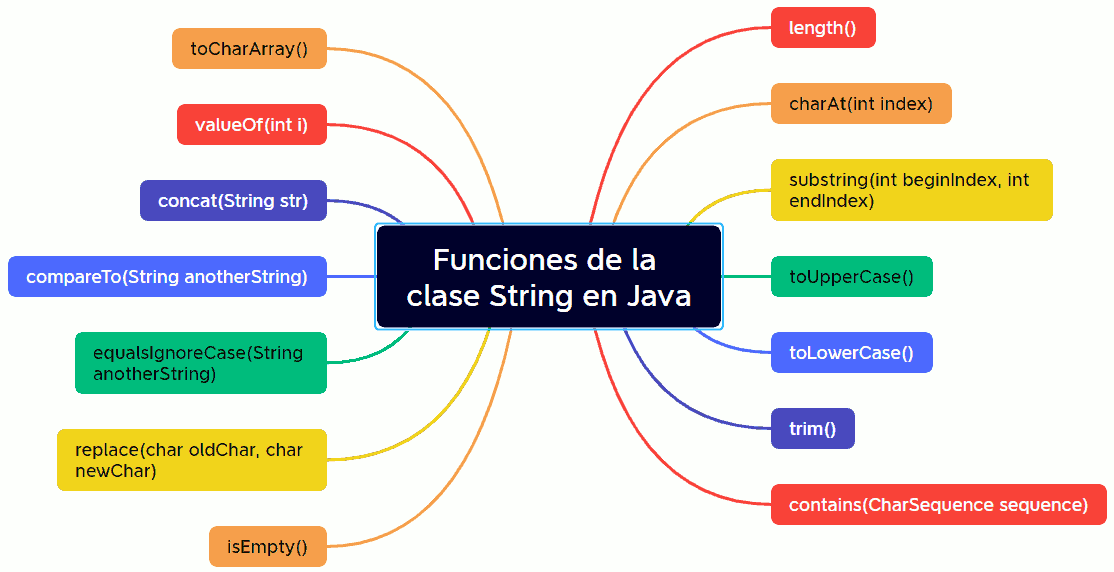 Funciones de la
clase String en Java
length()
charAt(int index)
substring(int beginIndex, int
endIndex)
toUpperCase()
toLowerCase()
trim()
contains(CharSequence sequence)
toCharArray()
valueOf(int i)
concat(String str)
compareTo(String anotherString)
equalsIgnoreCase(String
anotherString)
replace(char oldChar, char
newChar)
isEmpty()